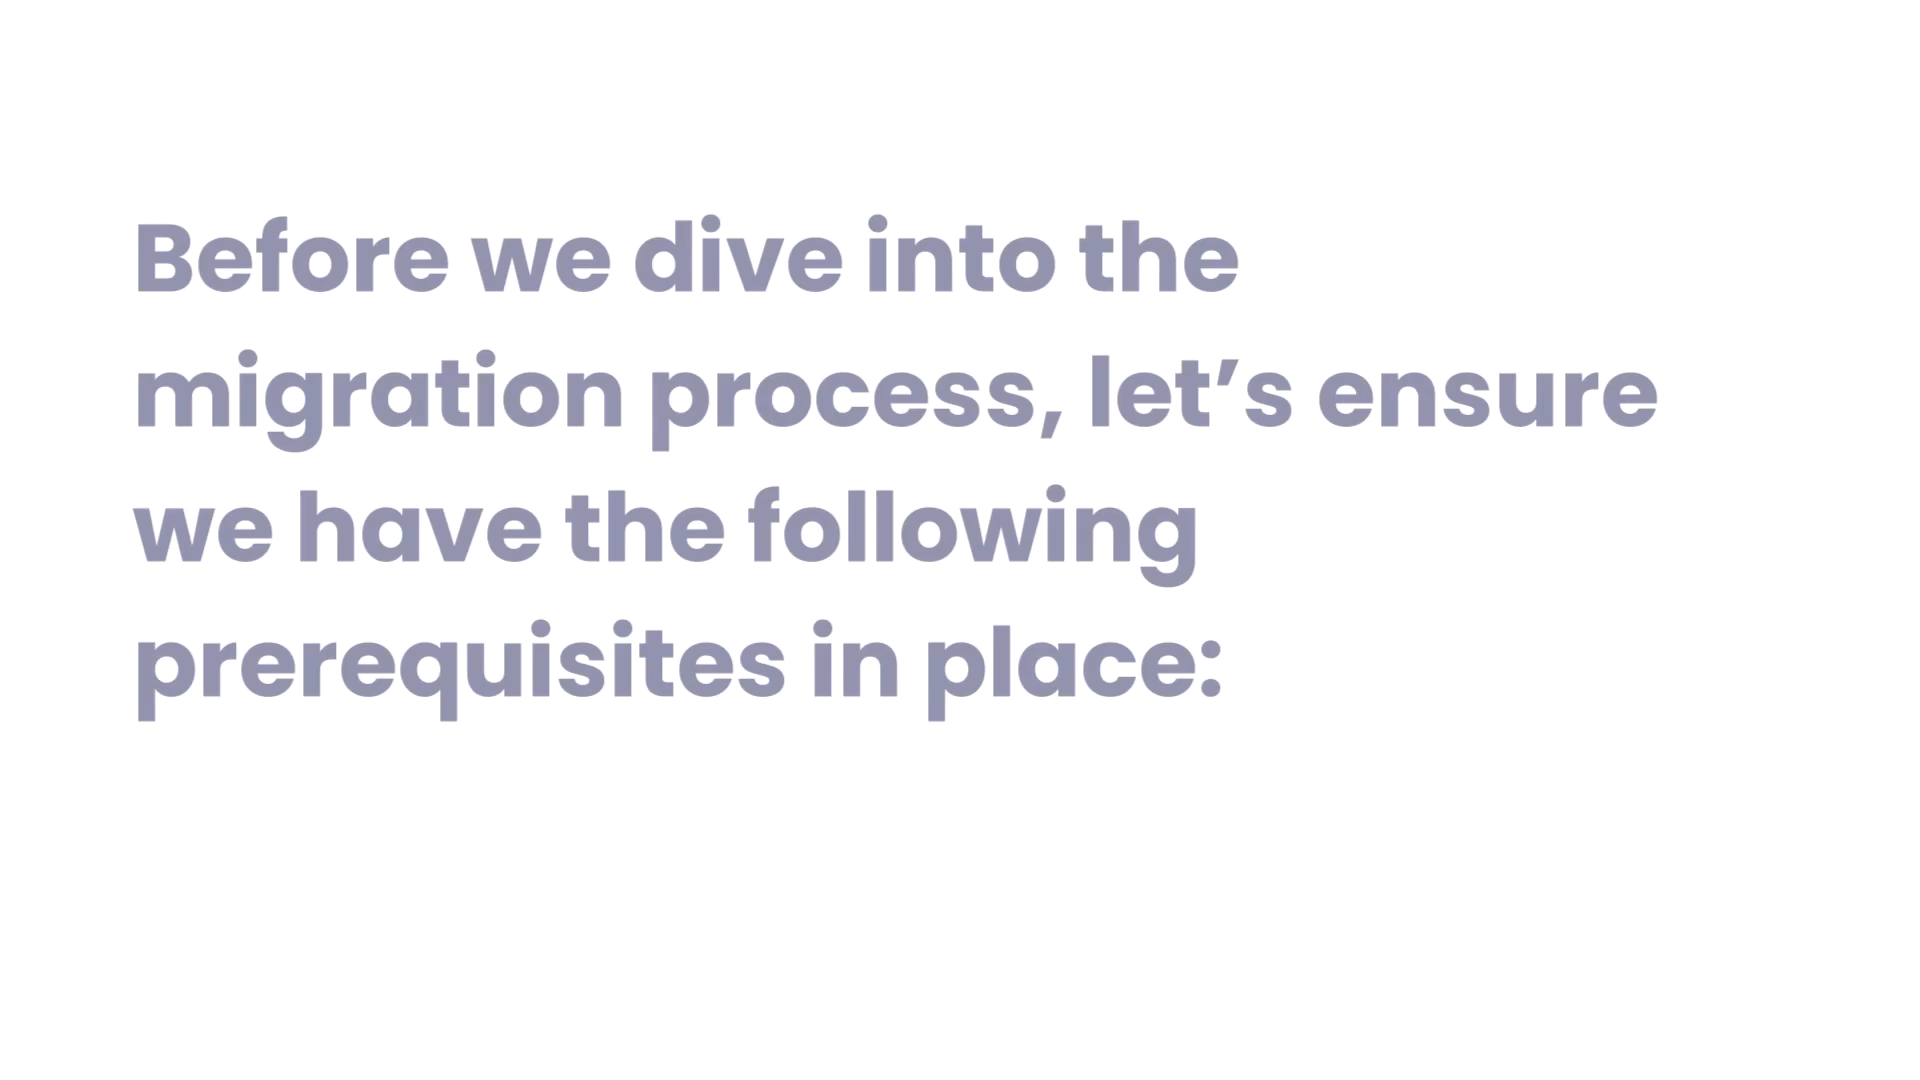 Before we dive into the
migration process, let’s ensure
we have the following
prerequisites in place: